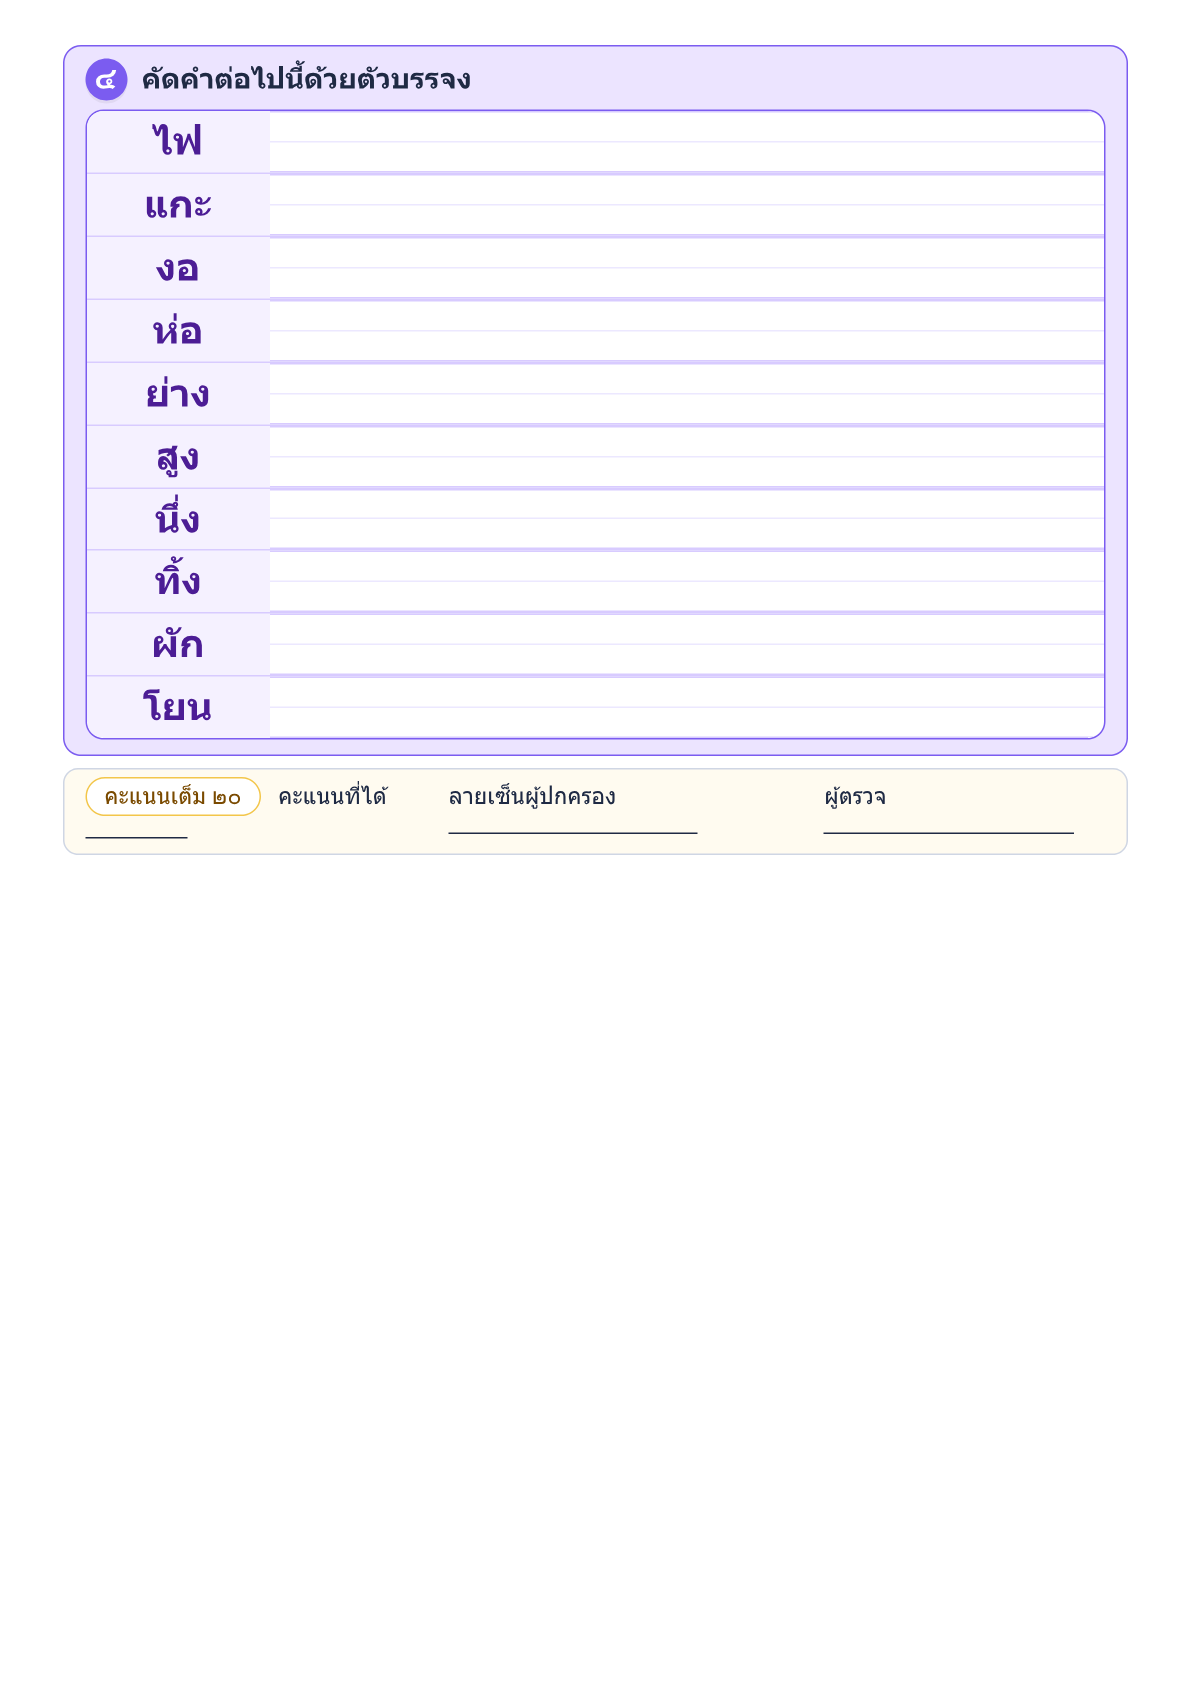 ๔ คัดคำต่อไปนี้ด้วยตัวบรรจง
ไฟ
แกะ
งอ
ห่อ
ย่าง
สูง
นึ่ง
ทิ้ง
ผัก
โยน
คะแนนเต็ม ๒๐ คะแนนที่ได้ ลายเซ็นผู้ปกครอง ผู้ตรวจ